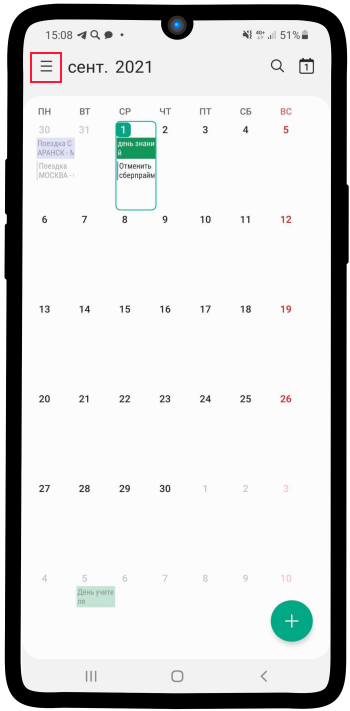 15:08 51%
сент. 2021
1
ПН ВТ СР ЧТ ПТ СБ ВС
30 31 1 2 3 4 5
Поездка С
АРАНСК - М
день знани
й
Поездка
МОСКВА -
Отменить
сберпрайм
6 7 8 9 10 11 12
13 14 15 16 17 18 19
20 21 22 23 24 25 26
27 28 29 30 1 2 3
4 5 6 7 8 9 10
День учите
ля